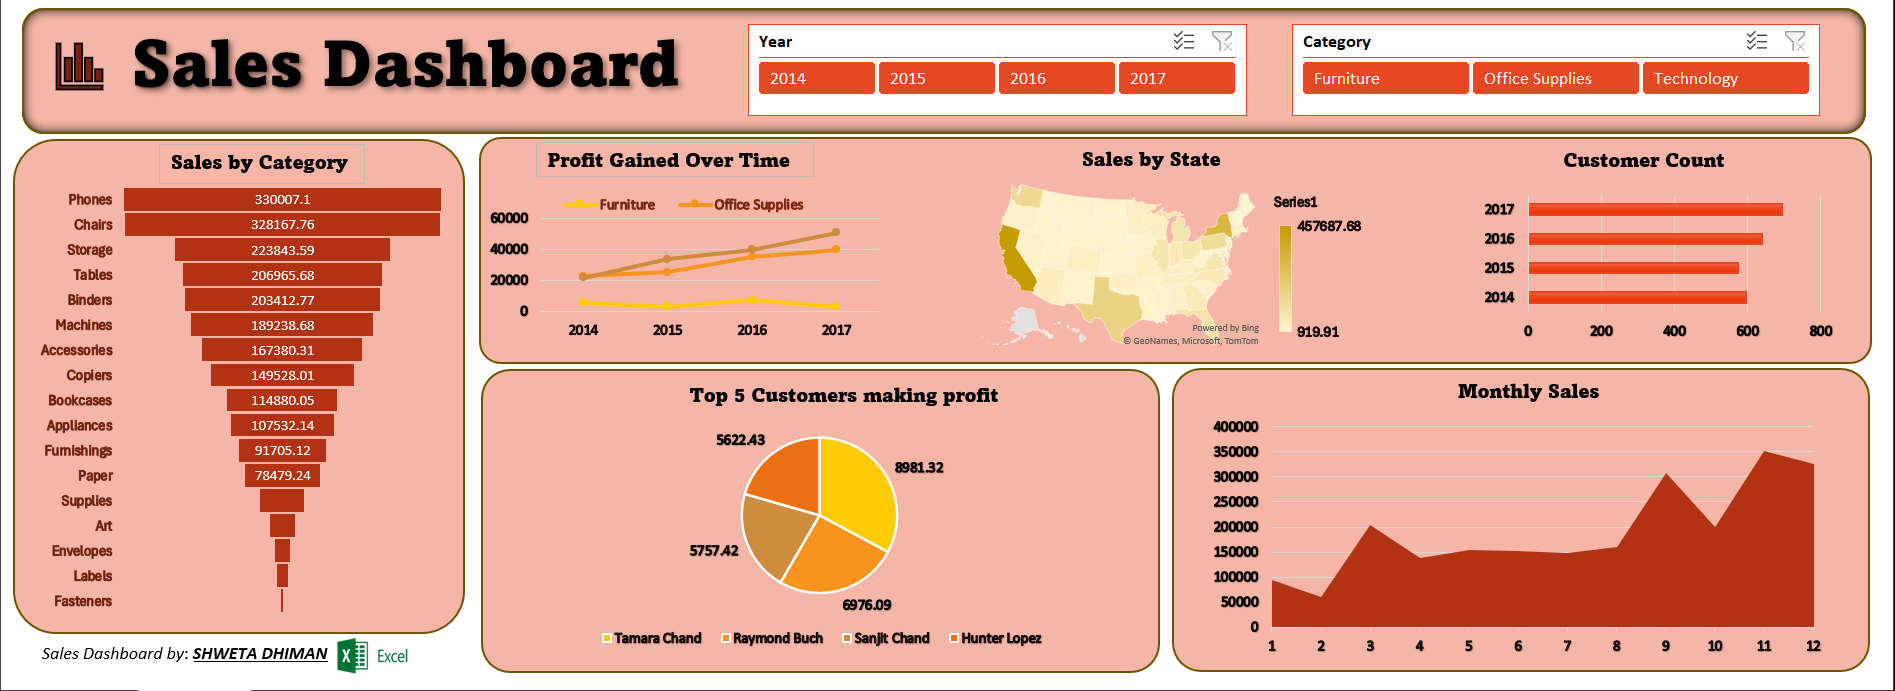 Sales Dashboard
Year
2014 2015 2016 2017
Category
Furniture Office Supplies Technology
Sales by Category
Phones 330007.1
Chairs 328167.76
Storage 223843.59
Tables 206965.68
Binders 203412.77
Machines 189238.68
Accessories 167380.31
Copiers 149528.01
Bookcases 114880.05
Appliances 107532.14
Furnishings 91705.12
Paper 78479.24
Supplies
Art
Envelopes
Labels
Fasteners
Sales Dashboard by: SHWETA DHIMAN
X Excel
Profit Gained Over Time
Furniture Office Supplies
60000
40000
20000
0
2014 2015 2016 2017
Sales by State
Series1
457687.68
919.91
Powered by Bing
© GeoNames, Microsoft, TomTom
Customer Count
2017
2016
2015
2014
0 200 400 600 800
Top 5 Customers making profit
5622.43
8981.32
5757.42
6976.09
Tamara Chand Raymond Buch Sanjit Chand Hunter Lopez
Monthly Sales
400000
350000
300000
250000
200000
150000
100000
50000
0
1 2 3 4 5 6 7 8 9 10 11 12